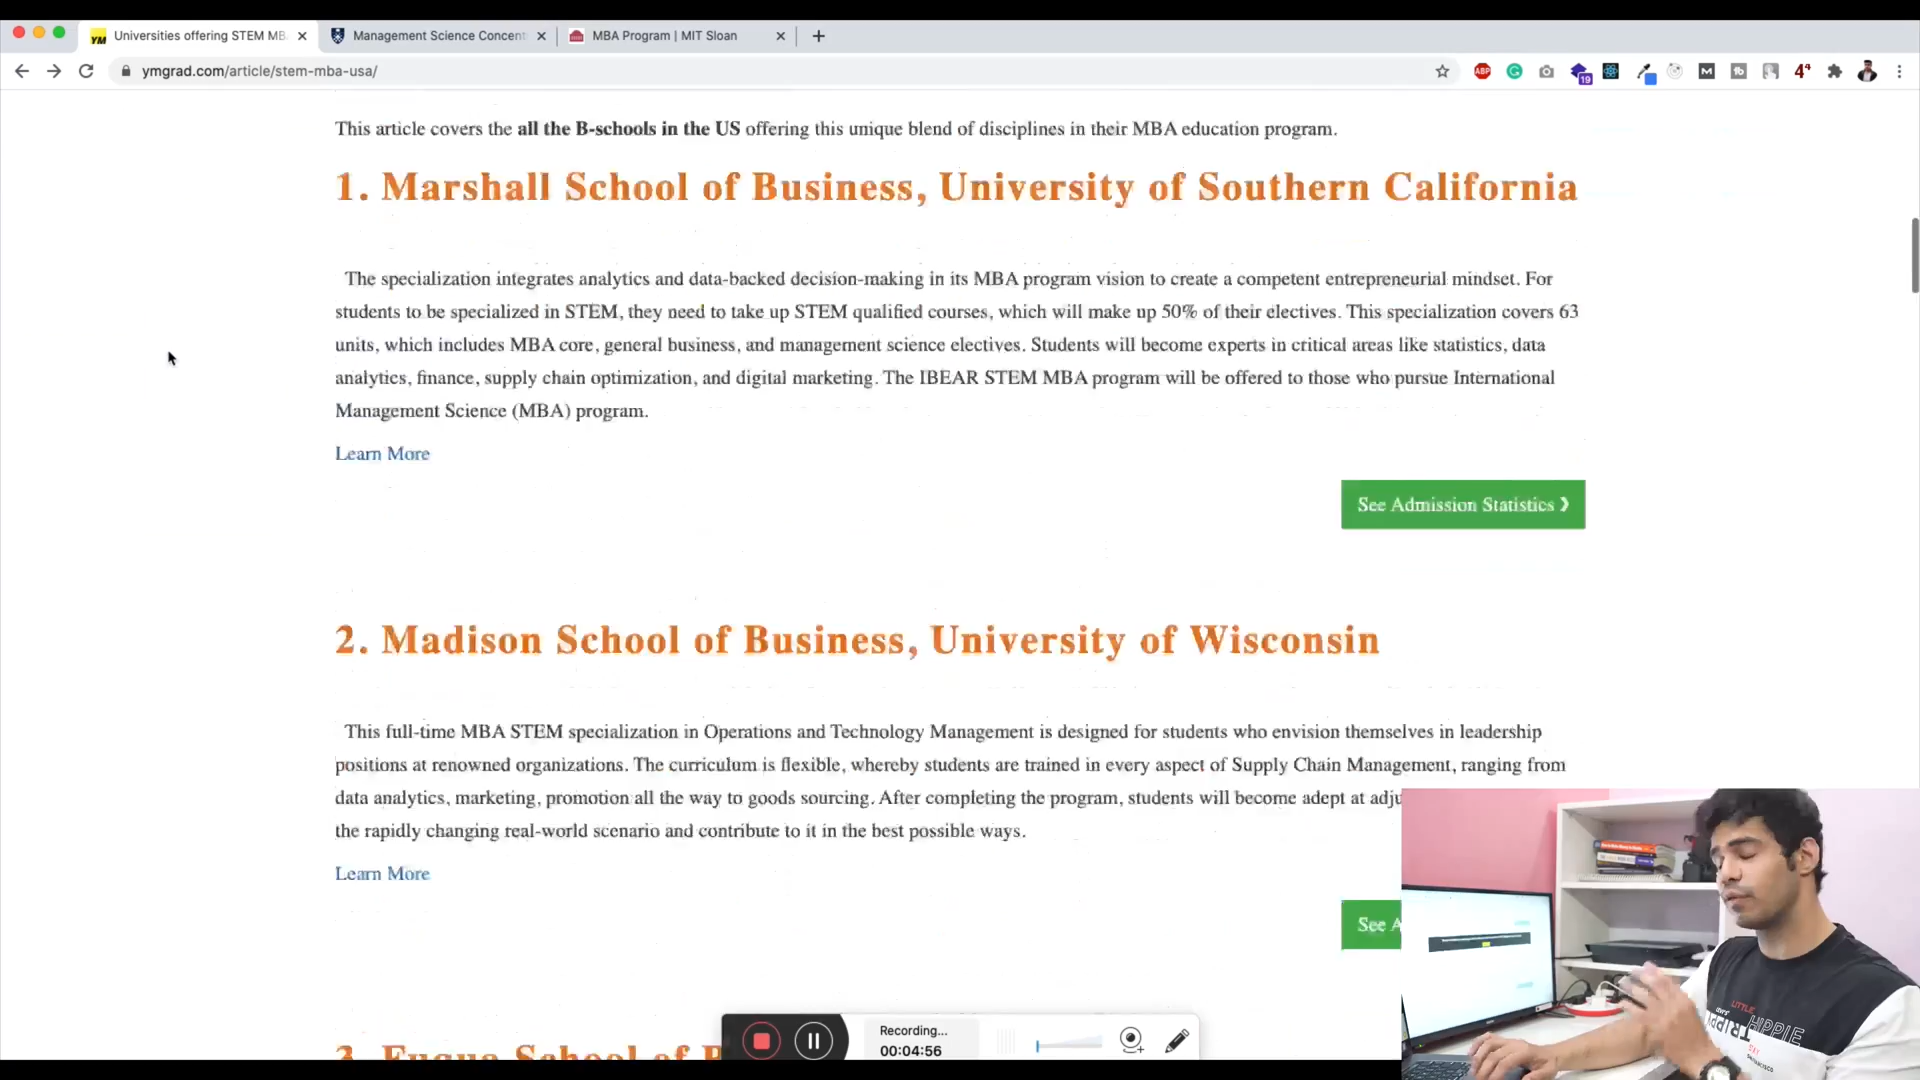 Universities offering STEM MB
Management Science Concent
MBA Program | MIT Sloan
ymgrad.com/article/stem-mba-usa/
ABP
19
M
4
This article covers the all the B-schools in the US offering this unique blend of disciplines in their MBA education program.
1. Marshall School of Business, University of Southern California
The specialization integrates analytics and data-backed decision-making in its MBA program vision to create a competent entrepreneurial mindset. For
students to be specialized in STEM, they need to take up STEM qualified courses, which will make up 50% of their electives. This specialization covers 63
units, which includes MBA core, general business, and management science electives. Students will become experts in critical areas like statistics, data
analytics, finance, supply chain optimization, and digital marketing. The IBEAR STEM MBA program will be offered to those who pursue International
Management Science (MBA) program.
Learn More
See Admission Statistics ❯
2. Madison School of Business, University of Wisconsin
This full-time MBA STEM specialization in Operations and Technology Management is designed for students who envision themselves in leadership
positions at renowned organizations. The curriculum is flexible, whereby students are trained in every aspect of Supply Chain Management, ranging from
data analytics, marketing, promotion all the way to goods sourcing. After completing the program, students will become adept at adju
the rapidly changing real-world scenario and contribute to it in the best possible ways.
Learn More
See A
3. Fuqua School of B
Recording...
00:04:56
LITTLE
HIPPIE